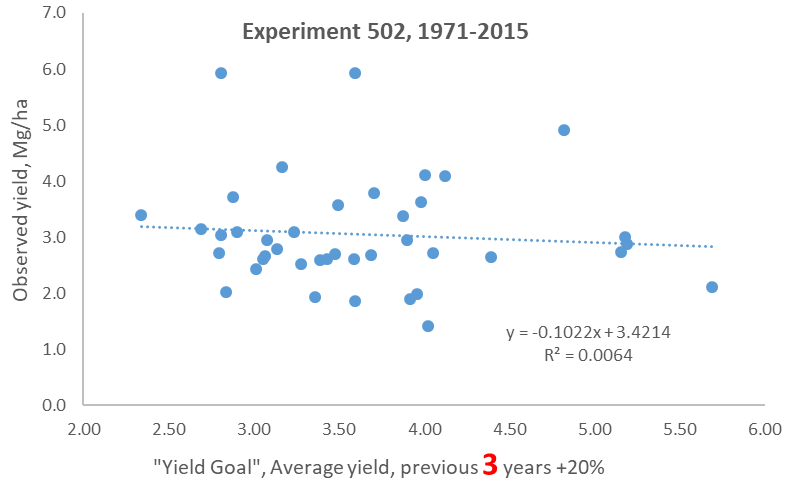 Experiment 502, 1971-2015
Observed yield, Mg/ha
7.0
6.0
5.0
4.0
3.0
2.0
1.0
0.0
y = -0.1022x + 3.4214
R² = 0.0064
2.00 2.50 3.00 3.50 4.00 4.50 5.00 5.50 6.00
"Yield Goal", Average yield, previous 3 years +20%